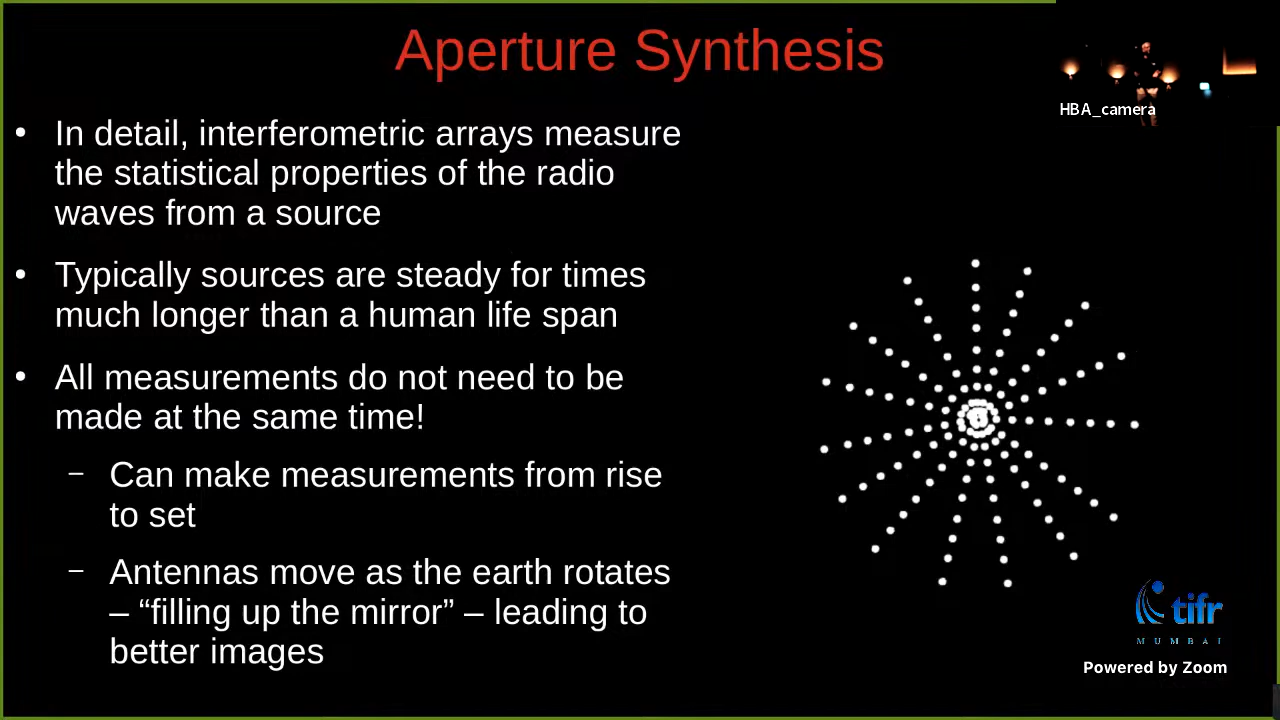 Aperture Synthesis
HBA_camera
• In detail, interferometric arrays measure
the statistical properties of the radio
waves from a source
• Typically sources are steady for times
much longer than a human life span
• All measurements do not need to be
made at the same time!
– Can make measurements from rise
to set
– Antennas move as the earth rotates
– “filling up the mirror” – leading to
better images
tifr
MUMBAI
Powered by Zoom